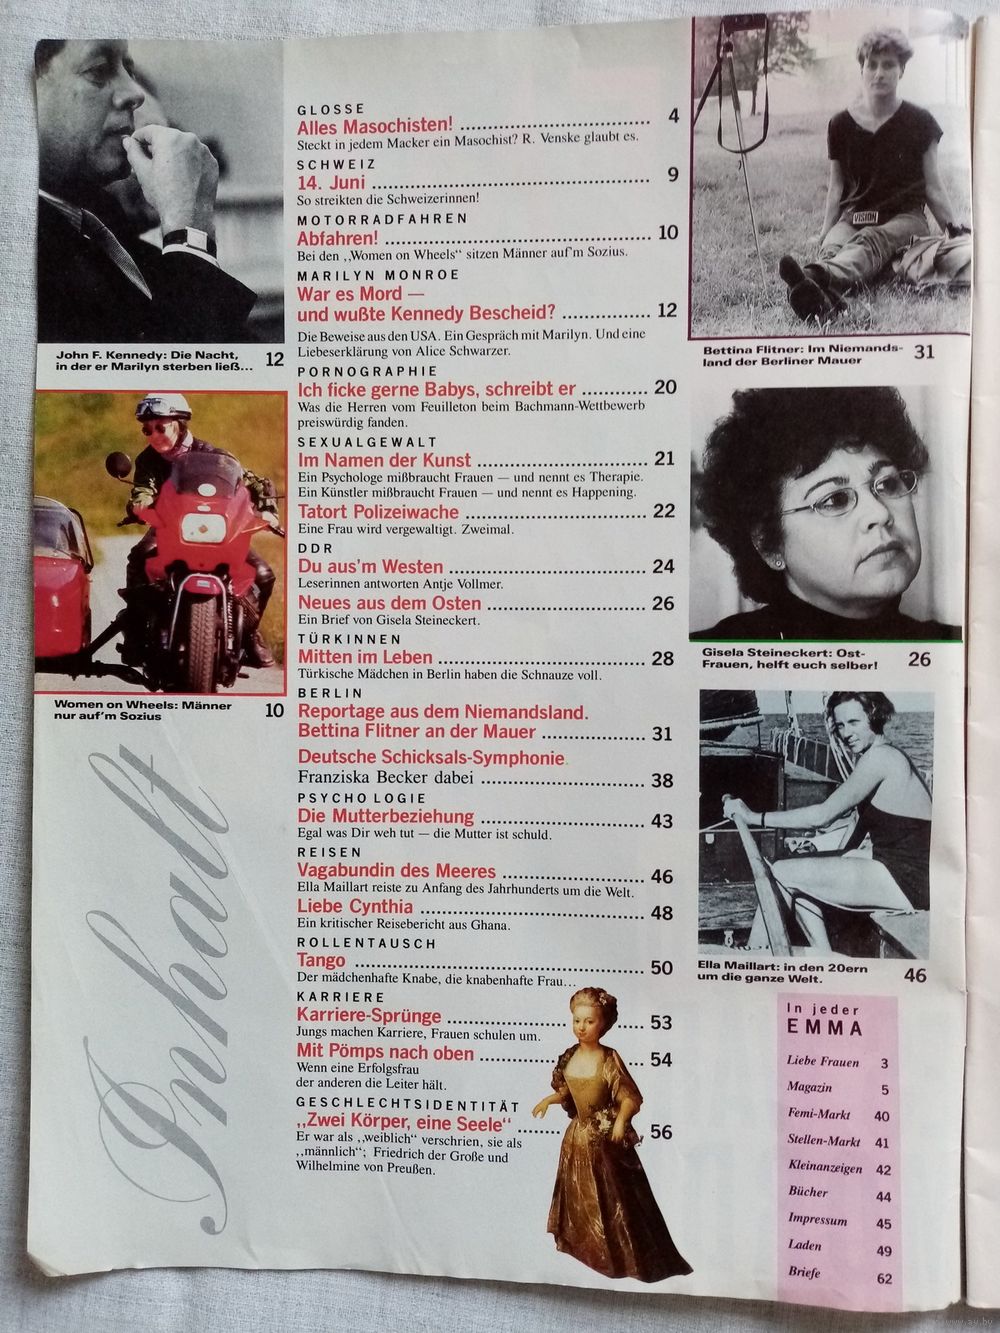 GLOSSE
Alles Masochisten! 4
Steckt in jedem Macker ein Masochist? R. Venske glaubt es.
SCHWEIZ
14. Juni 9
So streikten die Schweizerinnen!
MOTORRADFAHREN
Abfahren! 10
Bei den ,,Women on Wheels“ sitzen Männer auf'm Sozius.
MARILYN MONROE
War es Mord —
und wußte Kennedy Bescheid? 12
Die Beweise aus den USA. Ein Gespräch mit Marilyn. Und eine
Liebeserklärung von Alice Schwarzer.
PORNOGRAPHIE
Ich ficke gerne Babys, schreibt er 20
Was die Herren vom Feuilleton beim Bachmann-Wettbewerb
preiswürdig fanden.
SEXUALGEWALT
Im Namen der Kunst 21
Ein Psychologe mißbraucht Frauen — und nennt es Therapie.
Ein Künstler mißbraucht Frauen — und nennt es Happening.
Tatort Polizeiwache 22
Eine Frau wird vergewaltigt. Zweimal.
DDR
Du aus'm Westen 24
Leserinnen antworten Antje Vollmer.
Neues aus dem Osten 26
Ein Brief von Gisela Steineckert.
TÜRKINNEN
Mitten im Leben 28
Türkische Mädchen in Berlin haben die Schnauze voll.
BERLIN
Reportage aus dem Niemandsland.
Bettina Flitner an der Mauer 31
Deutsche Schicksals-Symphonie
Franziska Becker dabei 38
PSYCHOLOGIE
Die Mutterbeziehung 43
Egal was Dir weh tut — die Mutter ist schuld.
REISEN
Vagabundin des Meeres 46
Ella Maillart reiste zu Anfang des Jahrhunderts um die Welt.
Liebe Cynthia 48
Ein kritischer Reisebericht aus Ghana.
ROLLENTAUSCH
Tango 50
Der mädchenhafte Knabe, die knabenhafte Frau...
KARRIERE
Karriere-Sprünge 53
Jungs machen Karriere, Frauen schulen um.
Mit Pömps nach oben 54
Wenn eine Erfolgsfrau
der anderen die Leiter hält.
GESCHLECHTSIDENTITÄT
,,Zwei Körper, eine Seele“ 56
Er war als ,,weiblich“ verschrien, sie als
,,männlich“; Friedrich der Große und
Wilhelmine von Preußen.
John F. Kennedy: Die Nacht,
in der er Marilyn sterben ließ... 12
Women on Wheels: Männer
nur auf'm Sozius 10
Inhalt
VISION
Bettina Flitner: Im Niemands-
land der Berliner Mauer 31
Gisela Steineckert: Ost-
Frauen, helft euch selber! 26
Ella Maillart: in den 20ern
um die ganze Welt. 46
In jeder
EMMA
Liebe Frauen 3
Magazin 5
Femi-Markt 40
Stellen-Markt 41
Kleinanzeigen 42
Bücher 44
Impressum 45
Laden 49
Briefe 62
www.ay.by